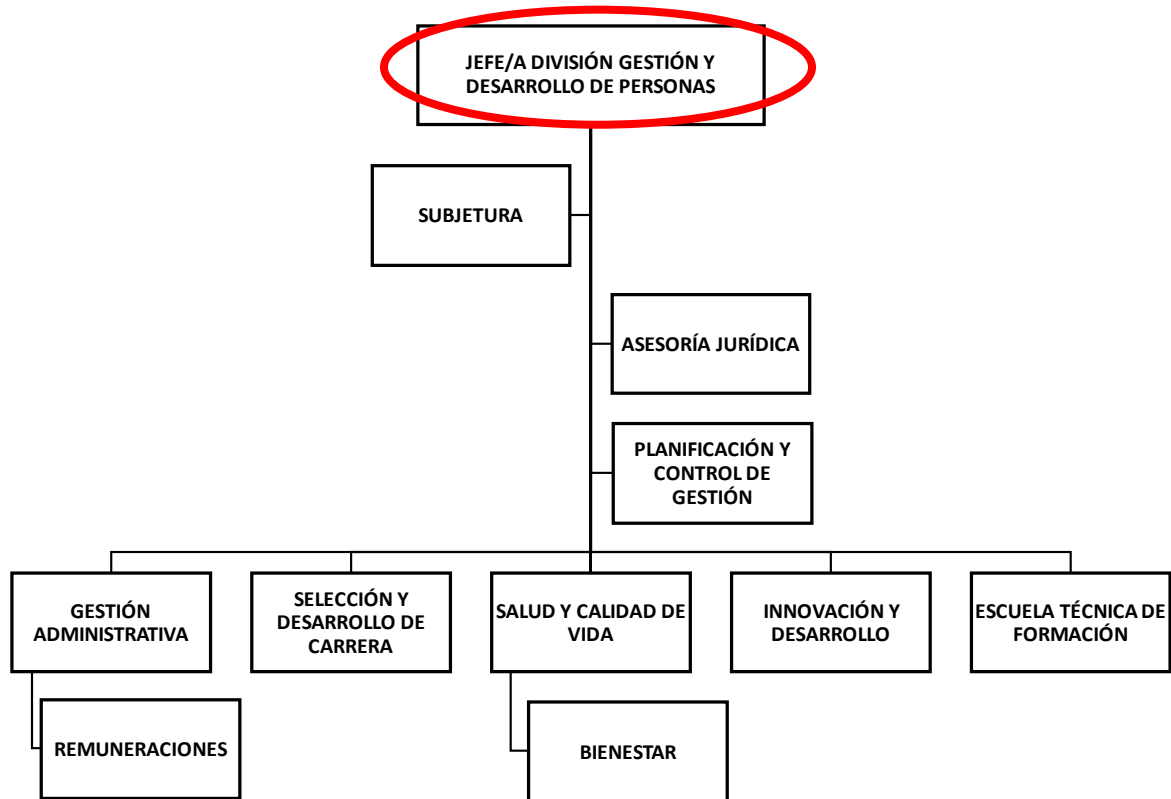 JEFE/A DIVISIÓN GESTIÓN Y
DESARROLLO DE PERSONAS
SUBJETURA
ASESORÍA JURÍDICA
PLANIFICACIÓN Y
CONTROL DE
GESTIÓN
GESTIÓN
ADMINISTRATIVA
SELECCIÓN Y
DESARROLLO DE
CARRERA
SALUD Y CALIDAD DE
VIDA
INNOVACIÓN Y
DESARROLLO
ESCUELA TÉCNICA DE
FORMACIÓN
REMUNERACIONES
BIENESTAR